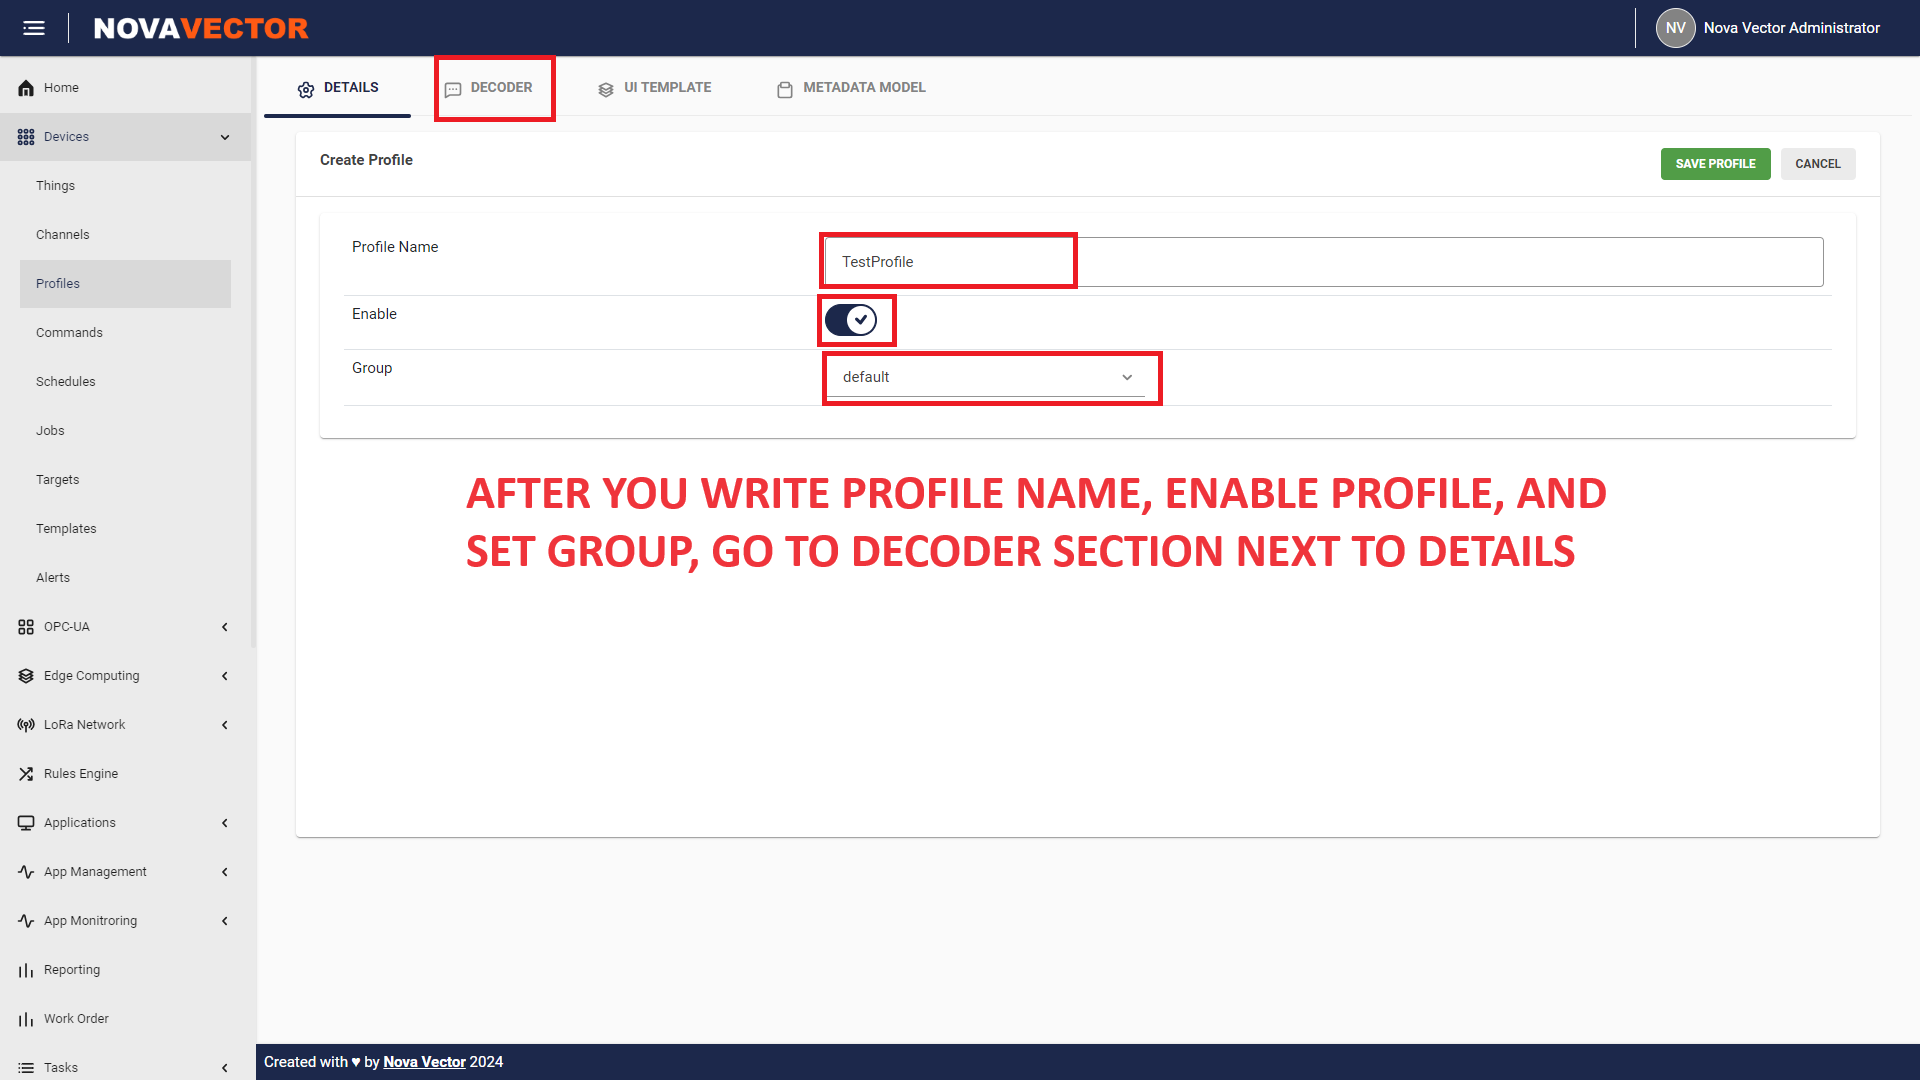 NOVAVECTOR
NV Nova Vector Administrator
Home
Devices
Things
Channels
Profiles
Commands
Schedules
Jobs
Targets
Templates
Alerts
OPC-UA
Edge Computing
LoRa Network
Rules Engine
Applications
App Management
App Monitroring
Reporting
Work Order
Tasks
DETAILS DECODER UI TEMPLATE METADATA MODEL
Create Profile SAVE PROFILE CANCEL
Profile Name TestProfile
Enable
Group default
AFTER YOU WRITE PROFILE NAME, ENABLE PROFILE, AND
SET GROUP, GO TO DECODER SECTION NEXT TO DETAILS
Created with ♥ by Nova Vector 2024